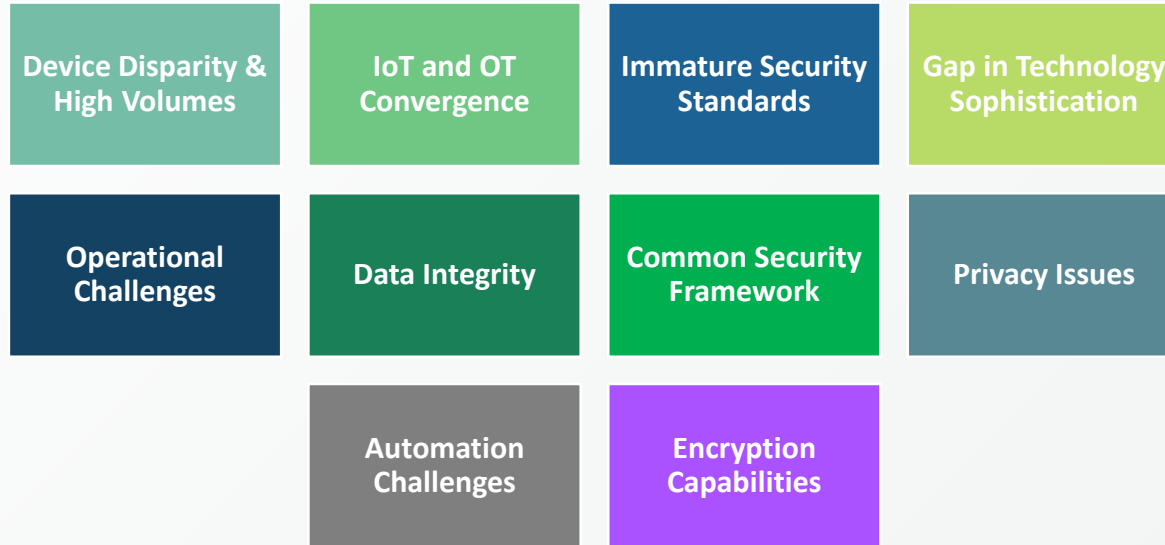 Device Disparity &
High Volumes
IoT and OT
Convergence
Immature Security
Standards
Gap in Technology
Sophistication
Operational
Challenges
Data Integrity
Common Security
Framework
Privacy Issues
Automation
Challenges
Encryption
Capabilities